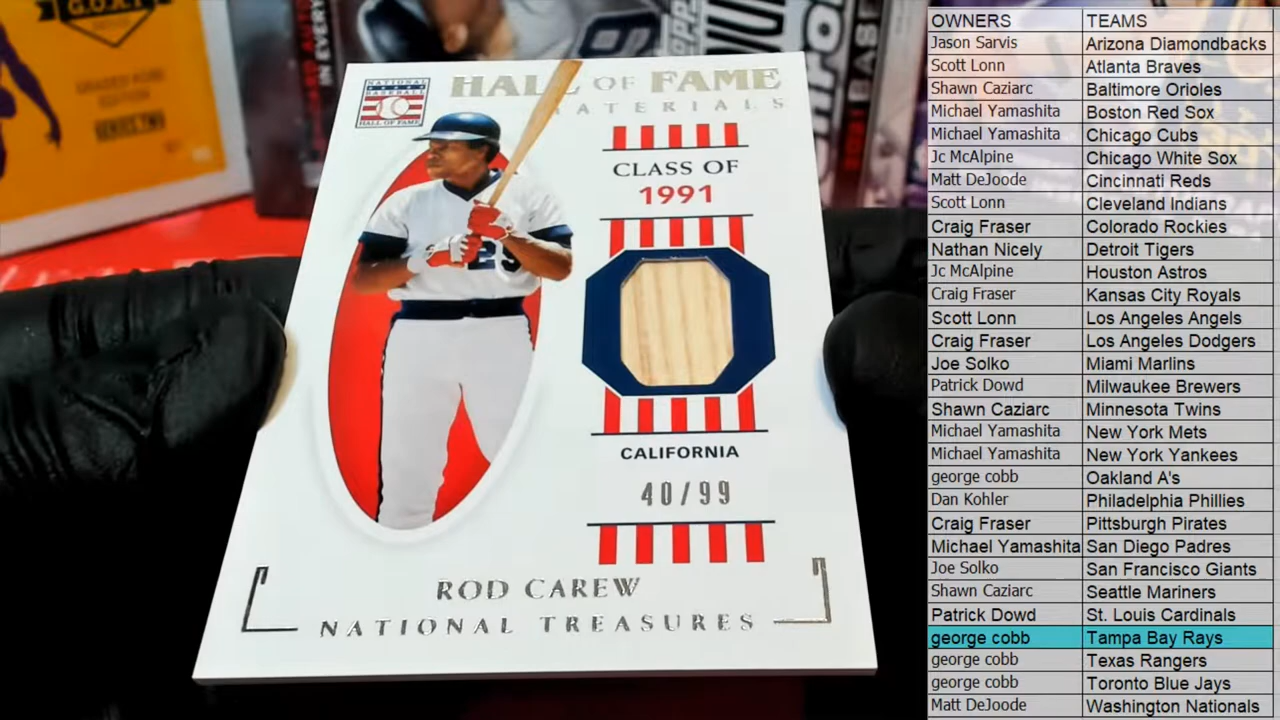 G.O.A.T
NATIONAL
BASEBALL
HALL OF FAME
HALL OF FAME
MATERIALS
CLASS OF
1991
CALIFORNIA
40/99
ROD CAREW
NATIONAL TREASURES
OWNERS TEAMS
Jason Sarvis Arizona Diamondbacks
Scott Lonn Atlanta Braves
Shawn Caziarc Baltimore Orioles
Michael Yamashita Boston Red Sox
Michael Yamashita Chicago Cubs
Jc McAlpine Chicago White Sox
Matt DeJoode Cincinnati Reds
Scott Lonn Cleveland Indians
Craig Fraser Colorado Rockies
Nathan Nicely Detroit Tigers
Jc McAlpine Houston Astros
Craig Fraser Kansas City Royals
Scott Lonn Los Angeles Angels
Craig Fraser Los Angeles Dodgers
Joe Solko Miami Marlins
Patrick Dowd Milwaukee Brewers
Shawn Caziarc Minnesota Twins
Michael Yamashita New York Mets
Michael Yamashita New York Yankees
george cobb Oakland A's
Dan Kohler Philadelphia Phillies
Craig Fraser Pittsburgh Pirates
Michael Yamashita San Diego Padres
Joe Solko San Francisco Giants
Shawn Caziarc Seattle Mariners
Patrick Dowd St. Louis Cardinals
george cobb Tampa Bay Rays
george cobb Texas Rangers
george cobb Toronto Blue Jays
Matt DeJoode Washington Nationals